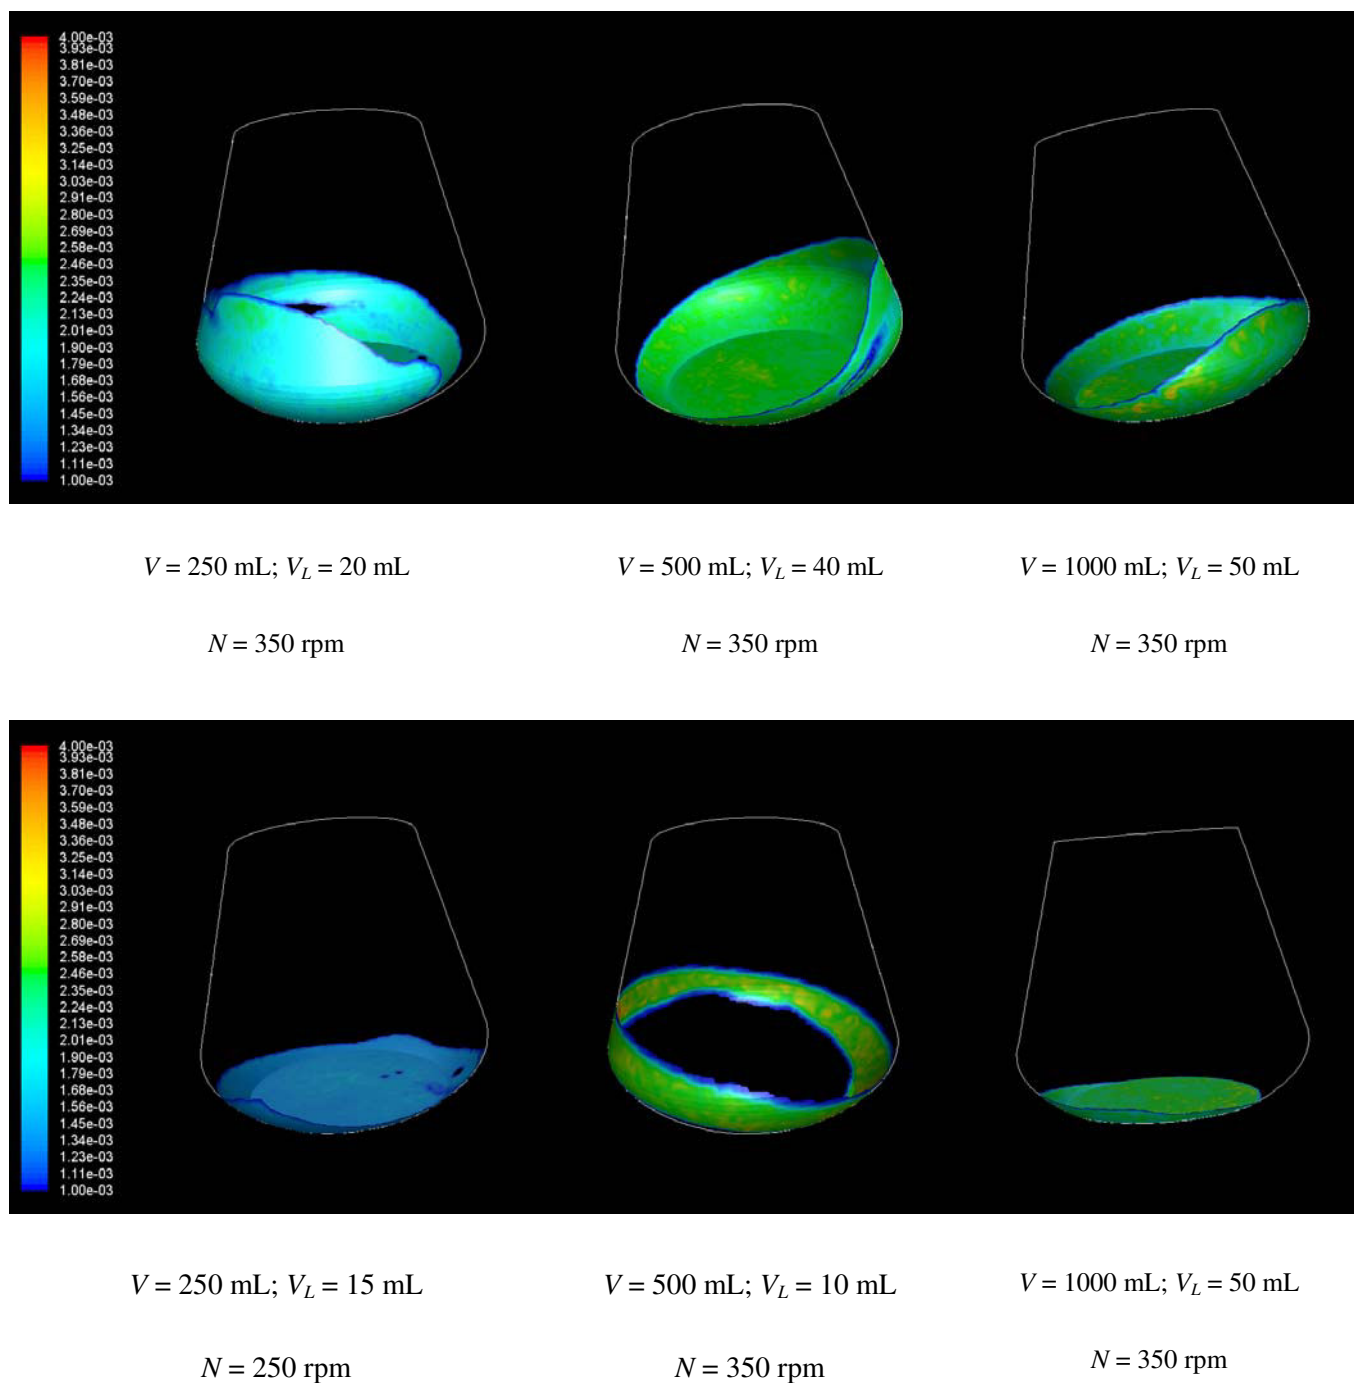 4.00e-03
3.93e-03
3.81e-03
3.70e-03
3.59e-03
3.48e-03
3.36e-03
3.25e-03
3.14e-03
3.03e-03
2.91e-03
2.80e-03
2.69e-03
2.58e-03
2.46e-03
2.35e-03
2.24e-03
2.13e-03
2.01e-03
1.90e-03
1.79e-03
1.68e-03
1.56e-03
1.45e-03
1.34e-03
1.23e-03
1.11e-03
1.00e-03
V = 250 mL; V_L = 20 mL
V = 500 mL; V_L = 40 mL
V = 1000 mL; V_L = 50 mL
N = 350 rpm
N = 350 rpm
N = 350 rpm
4.00e-03
3.93e-03
3.81e-03
3.70e-03
3.59e-03
3.48e-03
3.36e-03
3.25e-03
3.14e-03
3.03e-03
2.91e-03
2.80e-03
2.69e-03
2.58e-03
2.46e-03
2.35e-03
2.24e-03
2.13e-03
2.01e-03
1.90e-03
1.79e-03
1.68e-03
1.56e-03
1.45e-03
1.34e-03
1.23e-03
1.11e-03
1.00e-03
V = 250 mL; V_L = 15 mL
V = 500 mL; V_L = 10 mL
V = 1000 mL; V_L = 50 mL
N = 250 rpm
N = 350 rpm
N = 350 rpm